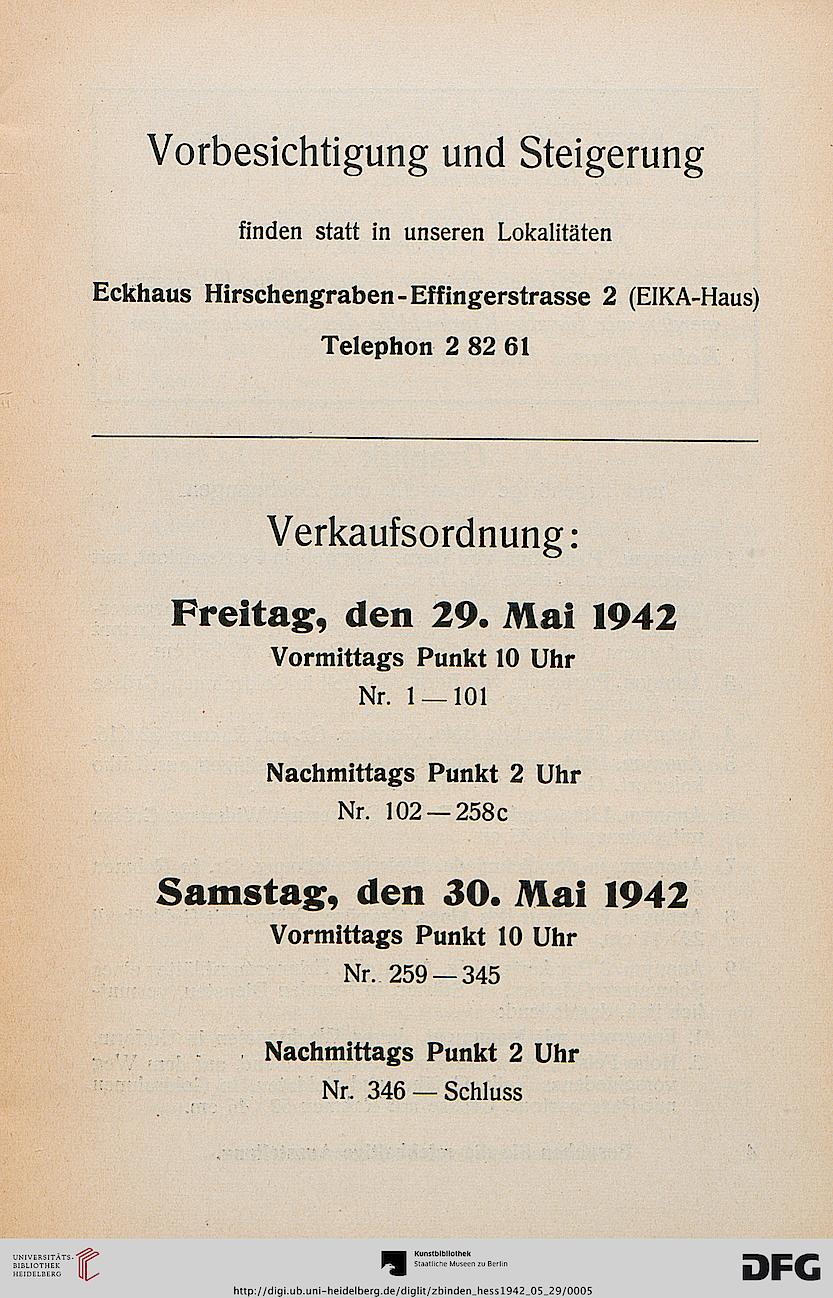 Vorbesichtigung und Steigerung
finden statt in unseren Lokalitäten
Eckhaus Hirschengraben-Effingerstrasse 2 (EIKA-Haus)
Telephon 2 82 61
Verkaufsordnung:
Freitag, den 29. Mai 1942
Vormittags Punkt 10 Uhr
Nr. 1 — 101
Nachmittags Punkt 2 Uhr
Nr. 102 — 258c
Samstag, den 30. Mai 1942
Vormittags Punkt 10 Uhr
Nr. 259 — 345
Nachmittags Punkt 2 Uhr
Nr. 346 — Schluss
UNIVERSITÄTS-
BIBLIOTHEK
HEIDELBERG
Kunstbibliothek
Staatliche Museen zu Berlin
DFG
http://digi.ub.uni-heidelberg.de/diglit/zbinden_hess1942_05_29/0005